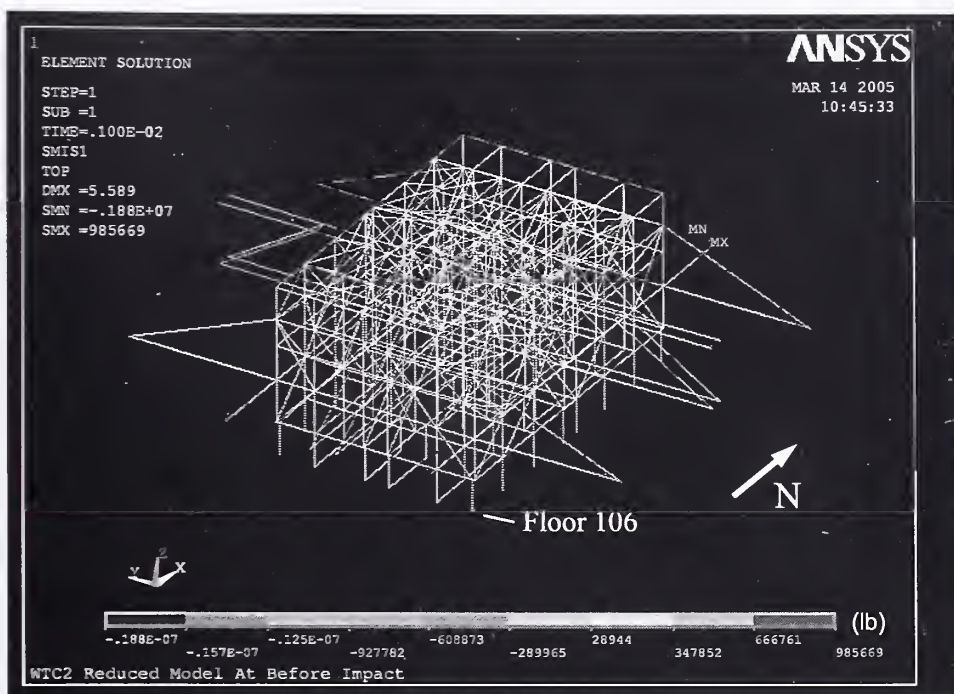 1
ELEMENT SOLUTION
STEP=1
SUB =1
TIME=.100E-02
SMIS1
TOP
DMX =5.589
SMN =-.188E+07
SMX =985669
ANSYS
MAR 14 2005
10:45:33
MN
MX
N
Floor 106
Z
Y
X
-.188E-07
-.157E-07
-.125E-07
-927782
-608873
-289965
28944
347852
666761
985669
(lb)
WTC2 Reduced Model At Before Impact